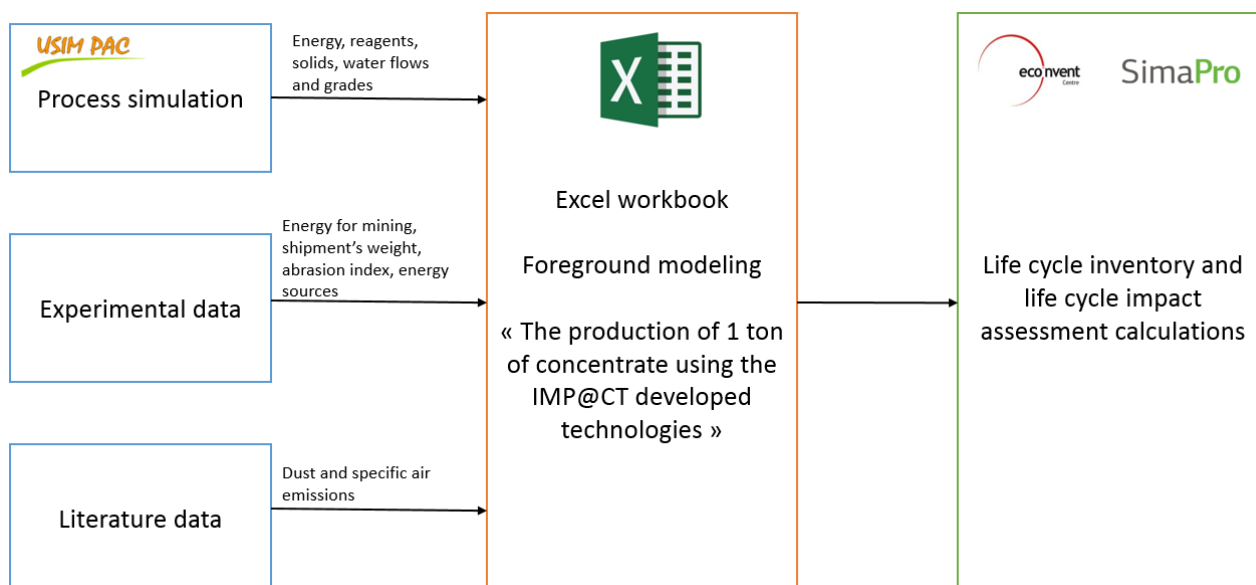 USIM PAC
Process simulation
Energy, reagents,
solids, water flows
and grades
Experimental data
Energy for mining,
shipment's weight,
abrasion index, energy
sources
Literature data
Dust and specific air
emissions
X
Excel workbook
Foreground modeling
« The production of 1 ton
of concentrate using the
IMP@CT developed
technologies »
ecoinvent
Centre
SimaPro
Life cycle inventory and
life cycle impact
assessment calculations